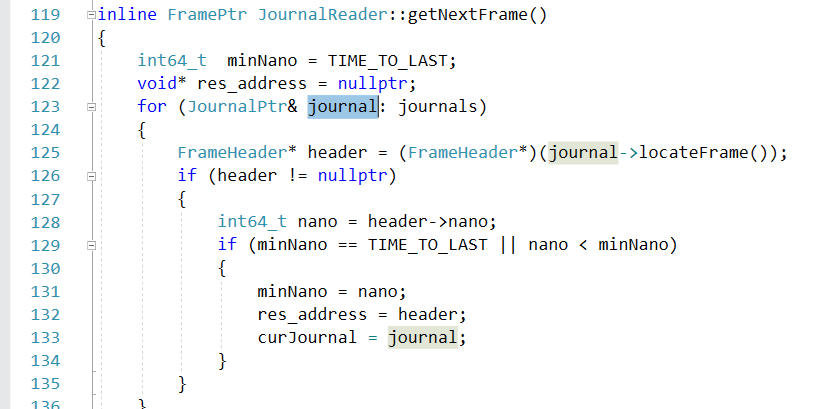 119 inline FramePtr JournalReader::getNextFrame()
120 {
121     int64_t  minNano = TIME_TO_LAST;
122     void* res_address = nullptr;
123     for (JournalPtr& journal: journals)
124     {
125         FrameHeader* header = (FrameHeader*)(journal->locateFrame());
126         if (header != nullptr)
127         {
128             int64_t nano = header->nano;
129             if (minNano == TIME_TO_LAST || nano < minNano)
130             {
131                 minNano = nano;
132                 res_address = header;
133                 curJournal = journal;
134             }
135         }
136     }